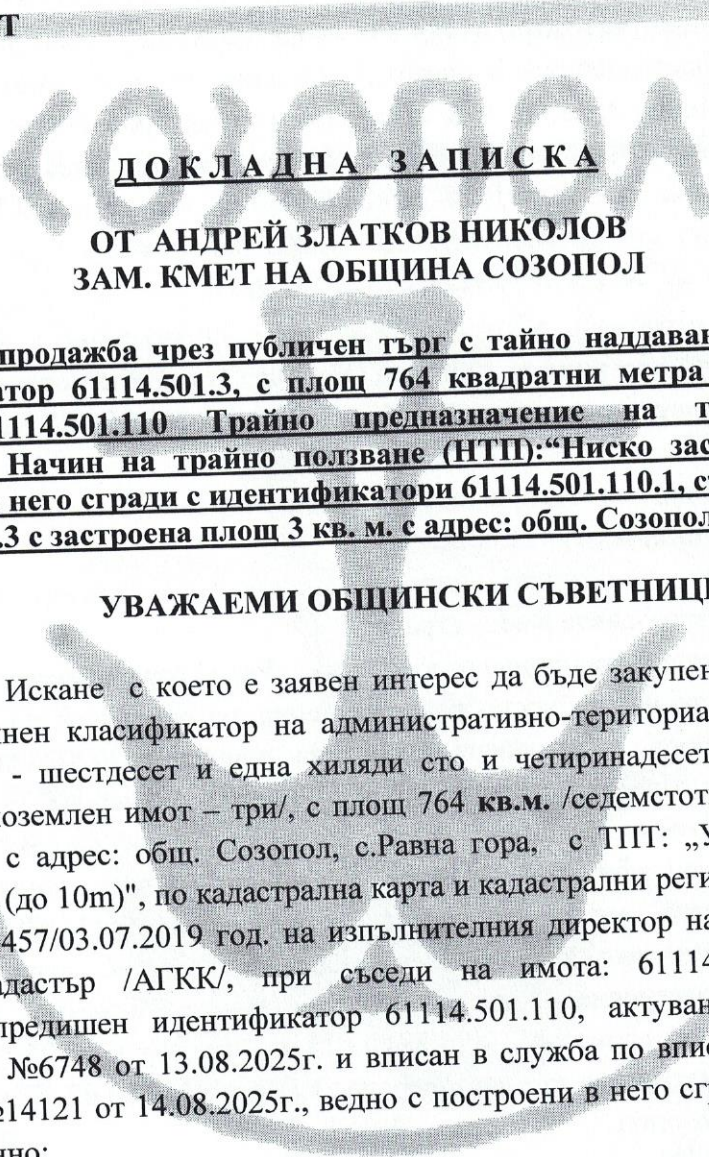 Т
СОЗОПОЛ
ДОКЛАДНА ЗАПИСКА
ОТ АНДРЕЙ ЗЛАТКОВ НИКОЛОВ
ЗАМ. КМЕТ НА ОБЩИНА СОЗОПОЛ
продажба чрез публичен търг с тайно наддаван
атор 61114.501.3, с площ 764 квадратни метра
1114.501.110 Трайно предназначение на т
Начин на трайно ползване (НТП):“Ниско зас
него сгради с идентификатори 61114.501.110.1, с
.3 с застроена площ 3 кв. м. с адрес: общ. Созопол
УВАЖАЕМИ ОБЩИНСКИ СЪВЕТНИЦИ
Искане с което е заявен интерес да бъде закупен
нен класификатор на административно-териториа
- шестдесет и една хиляди сто и четиринадесет
оземлен имот – три/, с площ 764 кв.м. /седемстот
с адрес: общ. Созопол, с.Равна гора, с ТПТ: „У
(до 10m)", по кадастрална карта и кадастрални реги
457/03.07.2019 год. на изпълнителния директор на
адастър /АГКК/, при съседи на имота: 61114
предишен идентификатор 61114.501.110, актуван
№6748 от 13.08.2025г. и вписан в служба по впис
№14121 от 14.08.2025г., ведно с построени в него сг
чно: